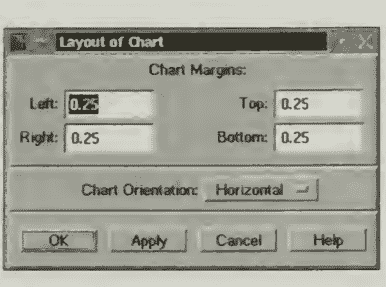 Layout of Chart
Chart Margins:
Left: 0.25 Top: 0.25
Right: 0.25 Bottom: 0.25
Chart Orientation: Horizontal
OK Apply Cancel Help